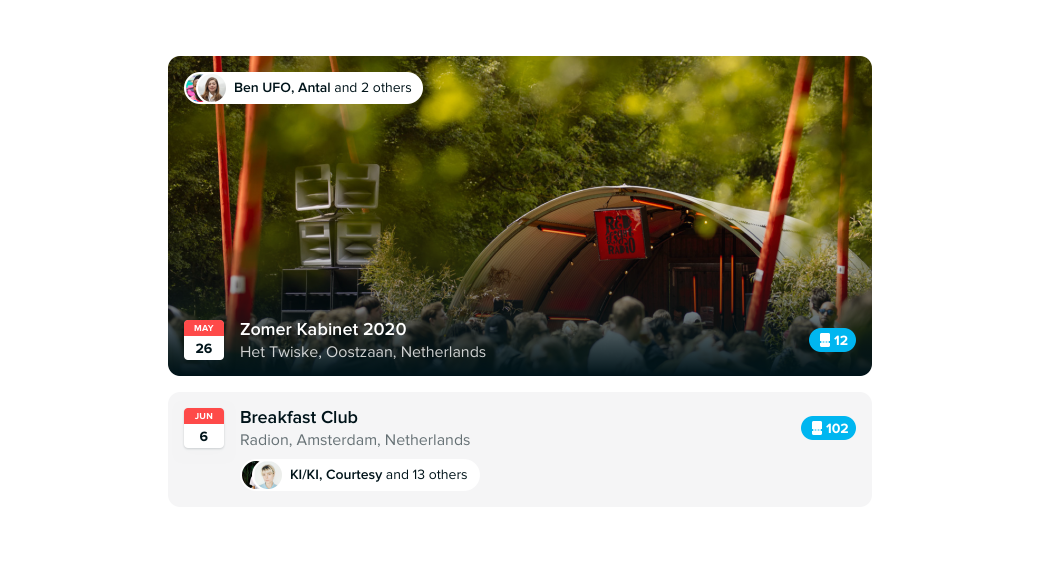 Ben UFO, Antal and 2 others
MAY
26
Zomer Kabinet 2020
Het Twiske, Oostzaan, Netherlands
12
JUN
6
Breakfast Club
Radion, Amsterdam, Netherlands
102
KI/KI, Courtesy and 13 others